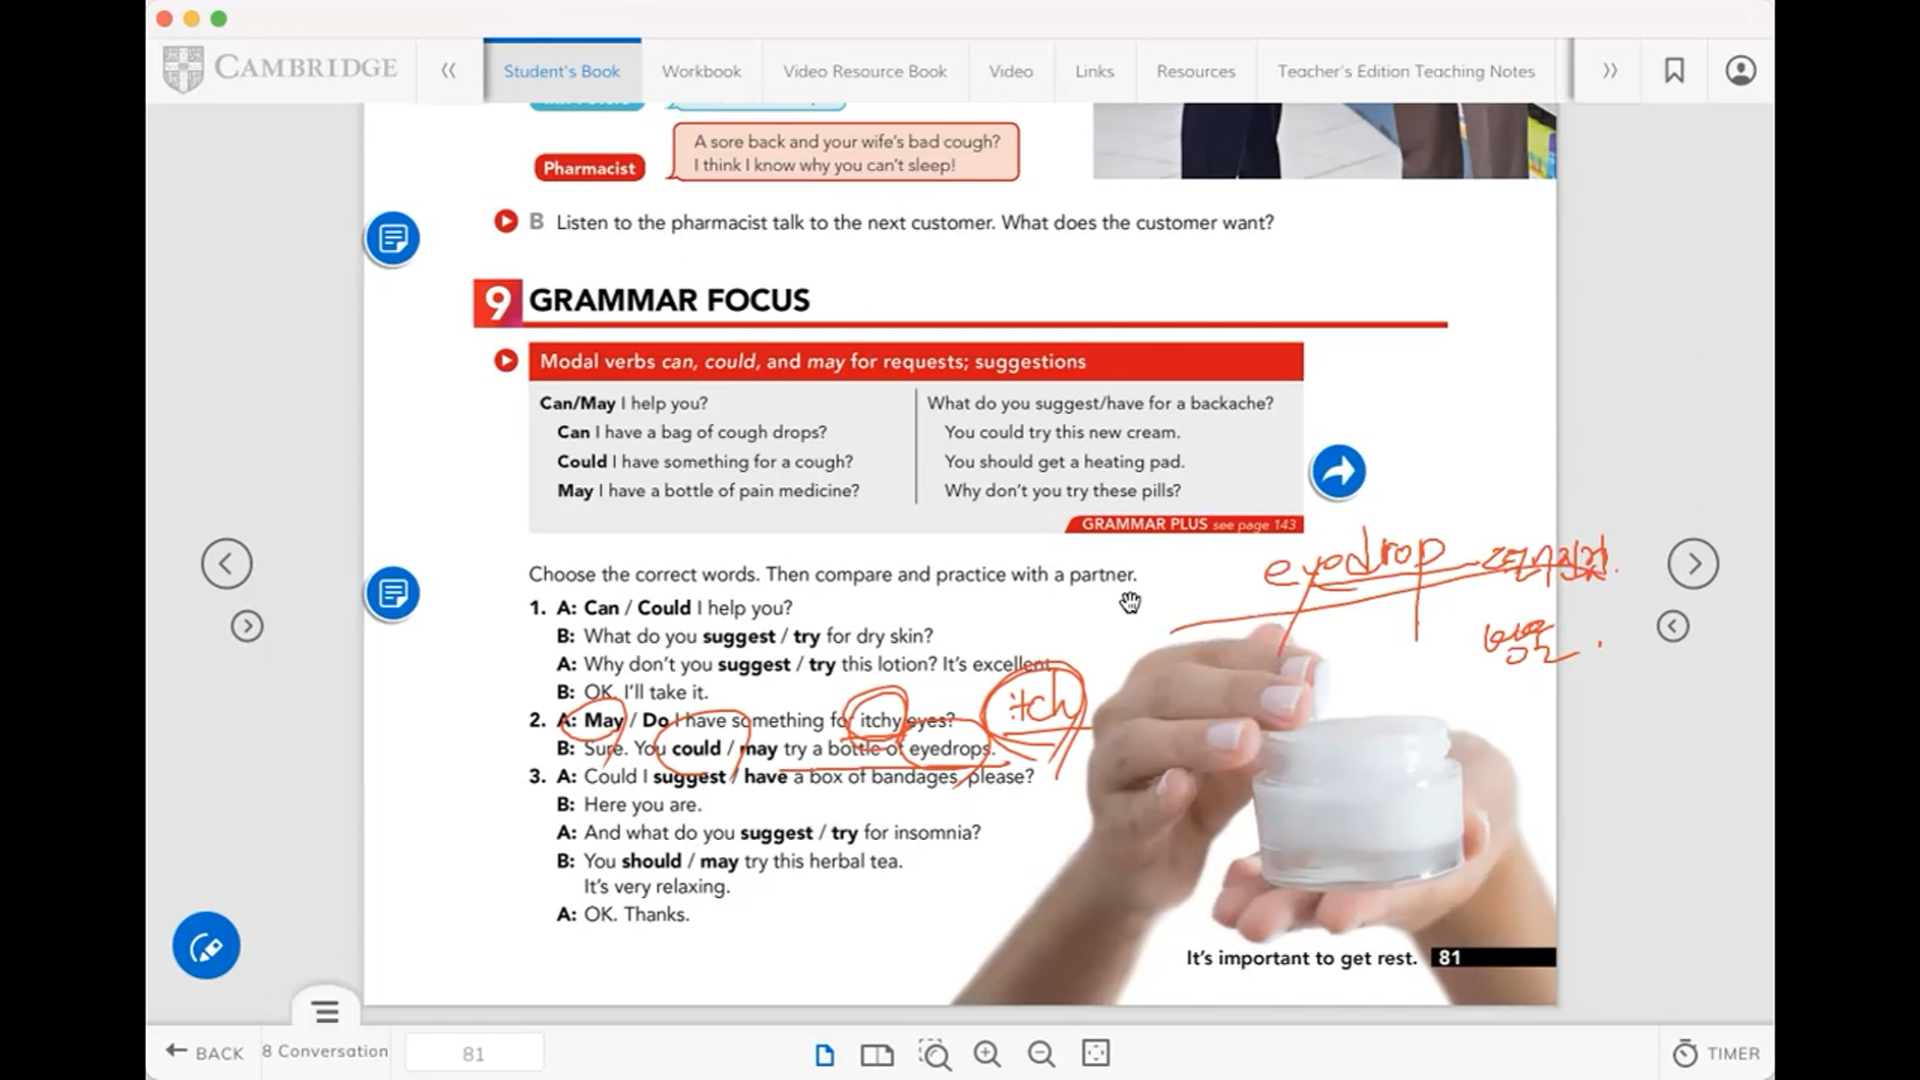 CAMBRIDGE
Student's Book
Workbook
Video Resource Book
Video
Links
Resources
Teacher's Edition Teaching Notes
Pharmacist
A sore back and your wife's bad cough?
I think I know why you can't sleep!
B Listen to the pharmacist talk to the next customer. What does the customer want?
9 GRAMMAR FOCUS
Modal verbs can, could, and may for requests; suggestions
Can/May I help you?
Can I have a bag of cough drops?
Could I have something for a cough?
May I have a bottle of pain medicine?
What do you suggest/have for a backache?
You could try this new cream.
You should get a heating pad.
Why don't you try these pills?
GRAMMAR PLUS see page 143
eyedrop
Choose the correct words. Then compare and practice with a partner.
1. A: Can / Could I help you?
B: What do you suggest / try for dry skin?
A: Why don't you suggest / try this lotion? It's excellent.
B: OK. I'll take it.
2. A: May / Do I have something for itchy eyes?
itch
B: Sure. You could / may try a bottle of eyedrops.
3. A: Could I suggest / have a box of bandages, please?
B: Here you are.
A: And what do you suggest / try for insomnia?
B: You should / may try this herbal tea.
It's very relaxing.
A: OK. Thanks.
It's important to get rest. 81
BACK
8 Conversation
81
TIMER